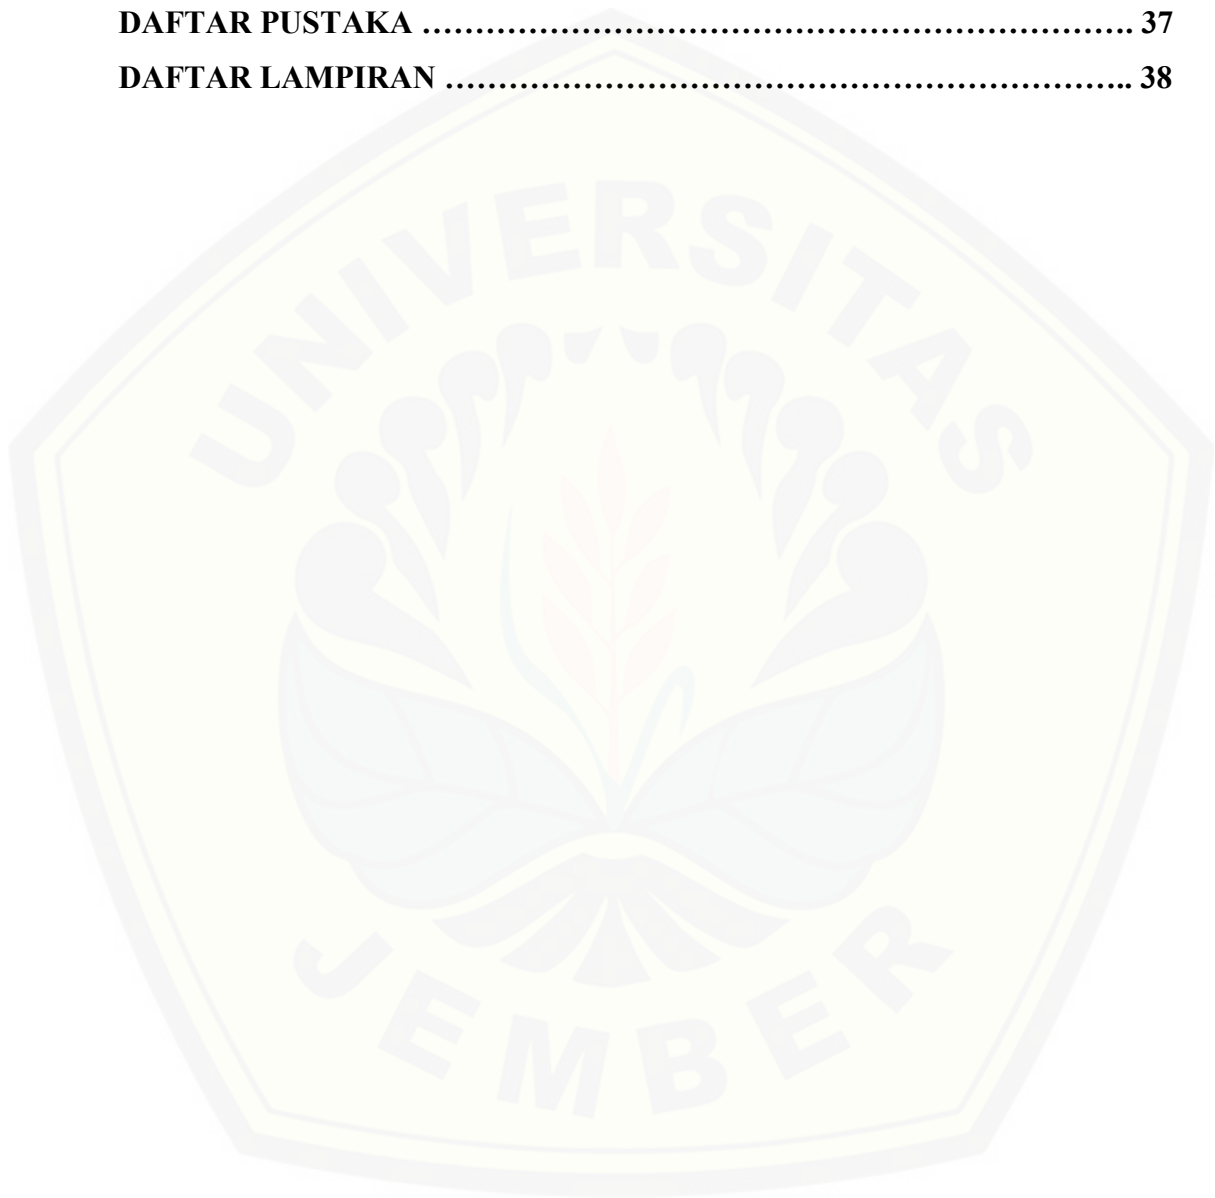 DAFTAR PUSTAKA …………………………………………………………. 37
DAFTAR LAMPIRAN ……………………………………………………….. 38
UNIVERSITAS
JEMBER